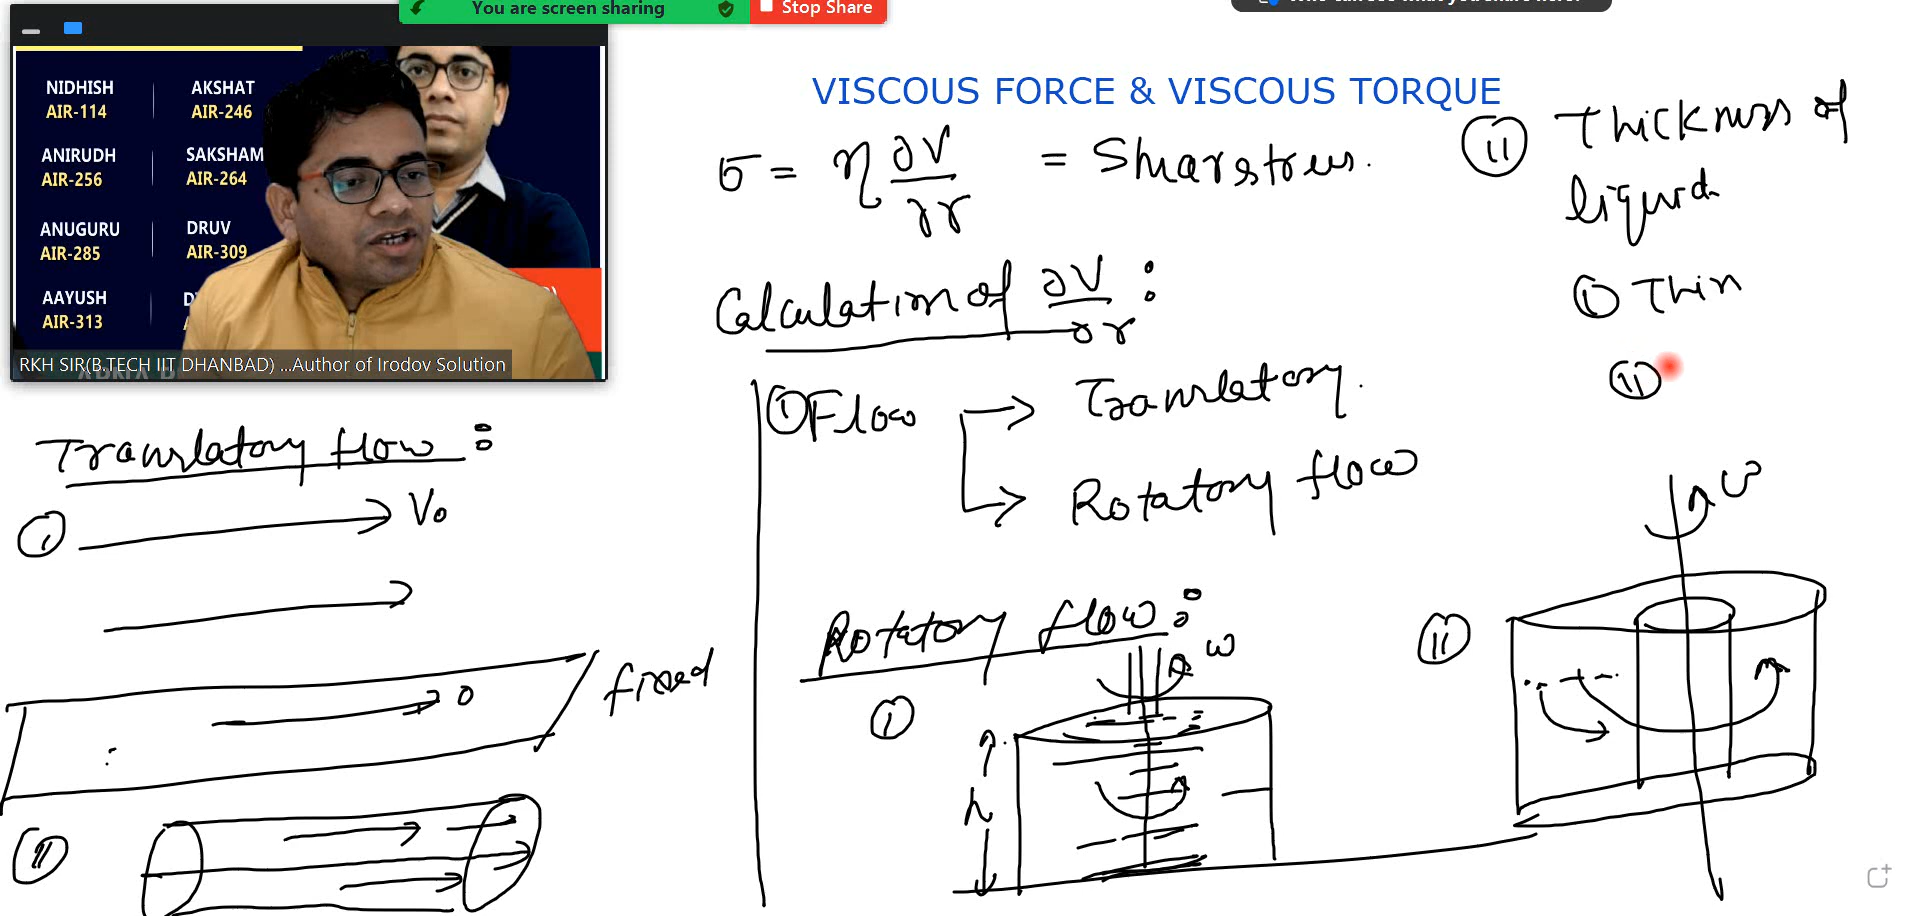 You are screen sharing
Stop Share
NIDHISH
AIR-114
AKSHAT
AIR-246
ANIRUDH
AIR-256
SAKSHAM
AIR-264
ANUGURU
AIR-285
DRUV
AIR-309
AAYUSH
AIR-313
RKH SIR(B.TECH IIT DHANBAD) ...Author of Irodov Solution
VISCOUS FORCE & VISCOUS TORQUE
σ = η ∂V/∂r = Shear stress.
Calculation of ∂V/∂r :
(i) Flow → Translatory.
→ Rotatory flow
(ii) Thickness of
liquid
(i) Thin
(ii)
Translatory flow :
(i) V₀
0
fixed
(ii)
Rotatory flow :
(i) ω
h
(ii) ω